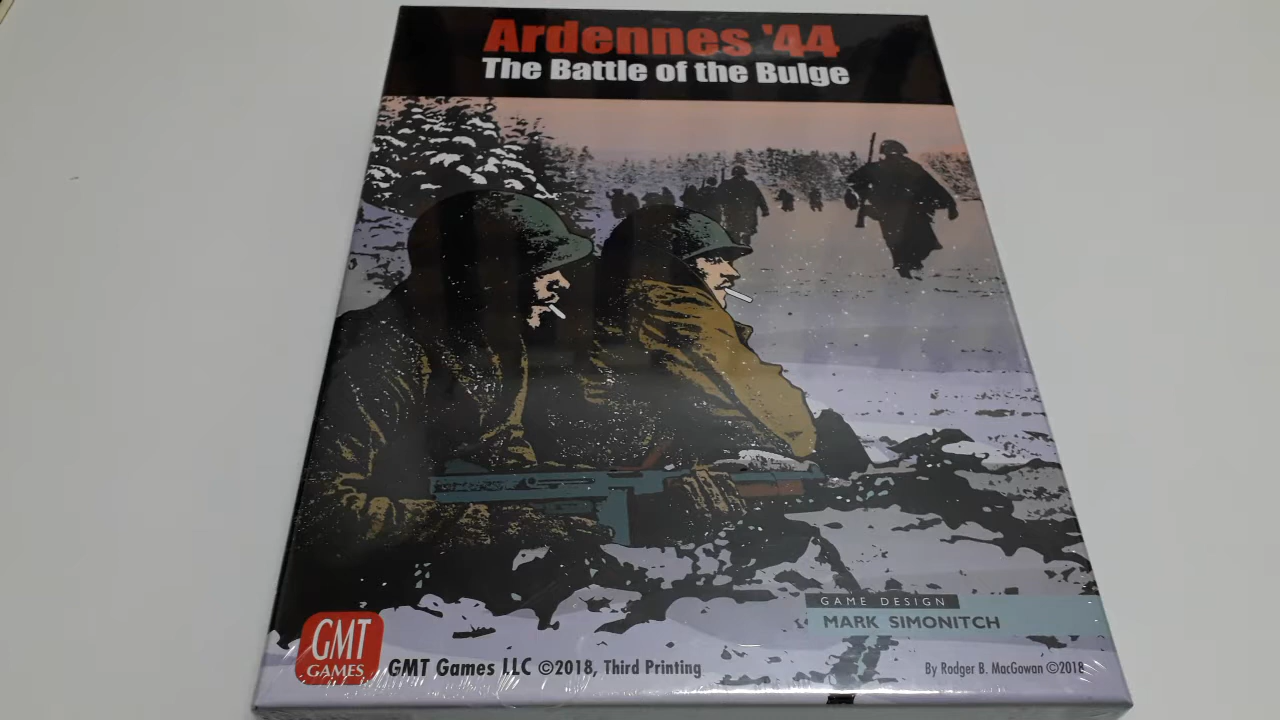 Ardennes '44
The Battle of the Bulge
GAME DESIGN
MARK SIMONITCH
GMT
GAMES
GMT Games LLC ©2018, Third Printing
By Rodger B. MacGowan ©2018